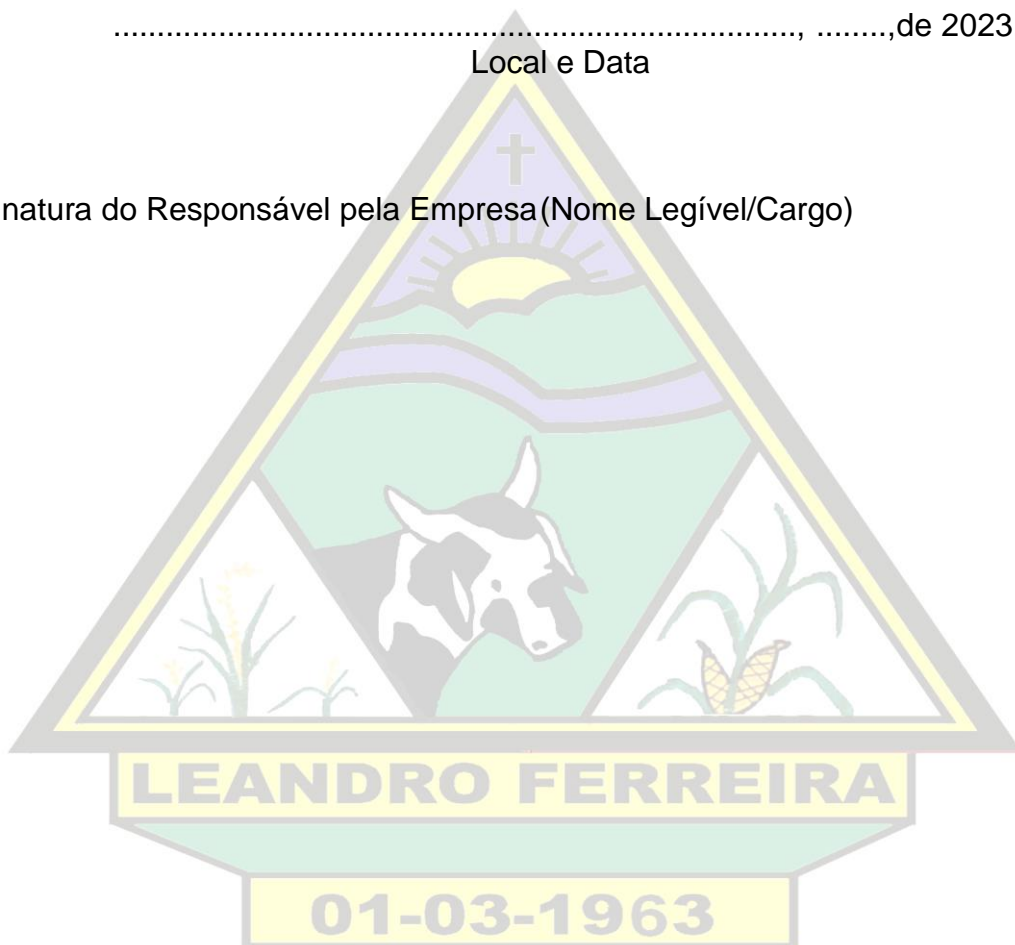 ............................................................................., ........,de 2023
Local e Data
natura do Responsável pela Empresa(Nome Legível/Cargo)
LEANDRO FERREIRA
01-03-1963